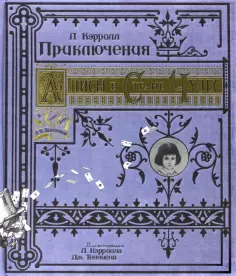 Л Кэрролл
Приключения
Алисы в Стране Чудес
Иллюстрации
Л. Кэрролла
Дж. Тенниела